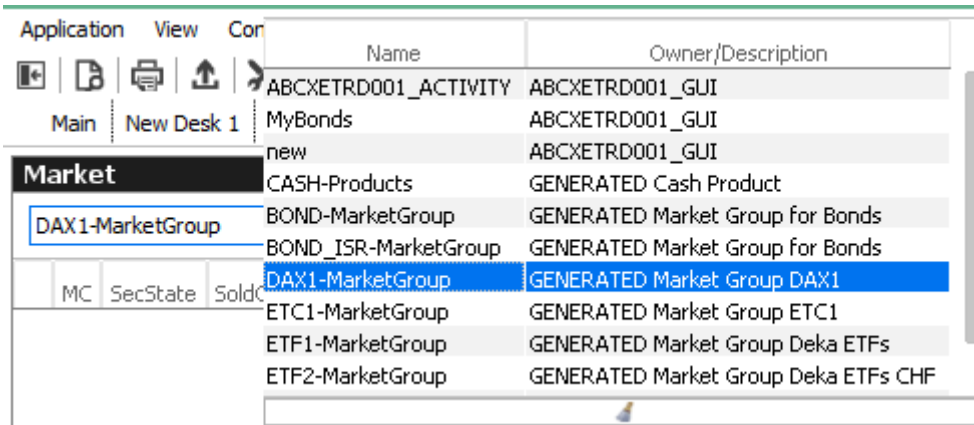 Application View
Main New Desk 1
Market
DAX1-MarketGroup
MC SecState
Name Owner/Description
ABCXETRD001_ACTIVITY ABCXETRD001_GUI
MyBonds ABCXETRD001_GUI
new ABCXETRD001_GUI
CASH-Products GENERATED Cash Product
BOND-MarketGroup GENERATED Market Group for Bonds
BOND_ISR-MarketGroup GENERATED Market Group for Bonds
DAX1-MarketGroup GENERATED Market Group DAX1
ETC1-MarketGroup GENERATED Market Group ETC1
ETF1-MarketGroup GENERATED Market Group Deka ETFs
ETF2-MarketGroup GENERATED Market Group Deka ETFs CHF